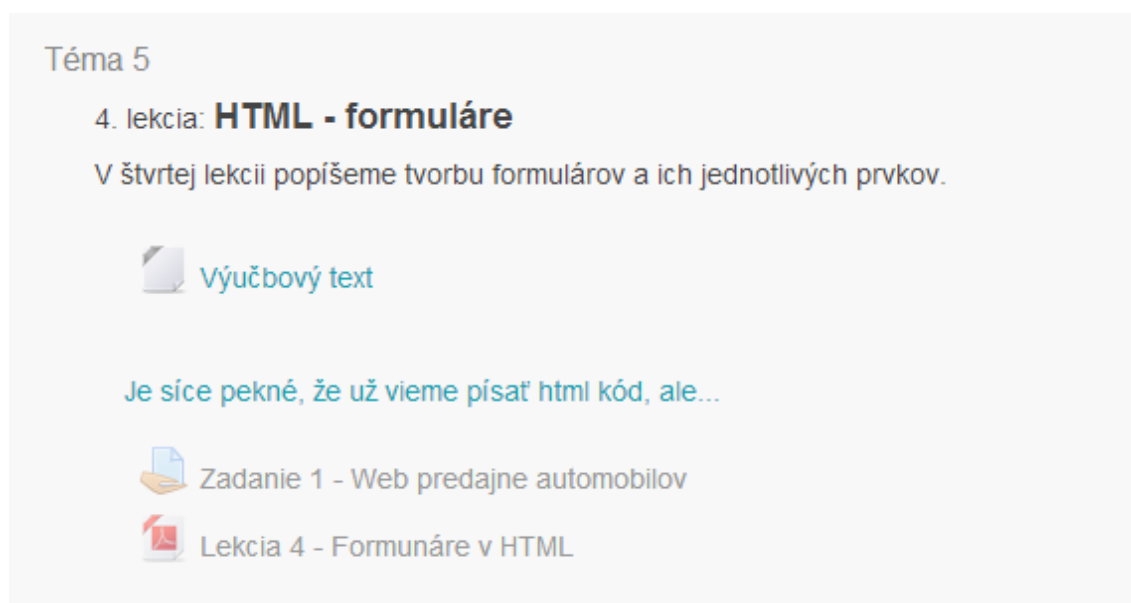 Téma 5
4. lekcia: HTML - formuláre
V štvrtej lekcii popíšeme tvorbu formulárov a ich jednotlivých prvkov.
Výučbový text
Je síce pekné, že už vieme písať html kód, ale...
Zadanie 1 - Web predajne automobilov
Lekcia 4 - Formunáre v HTML